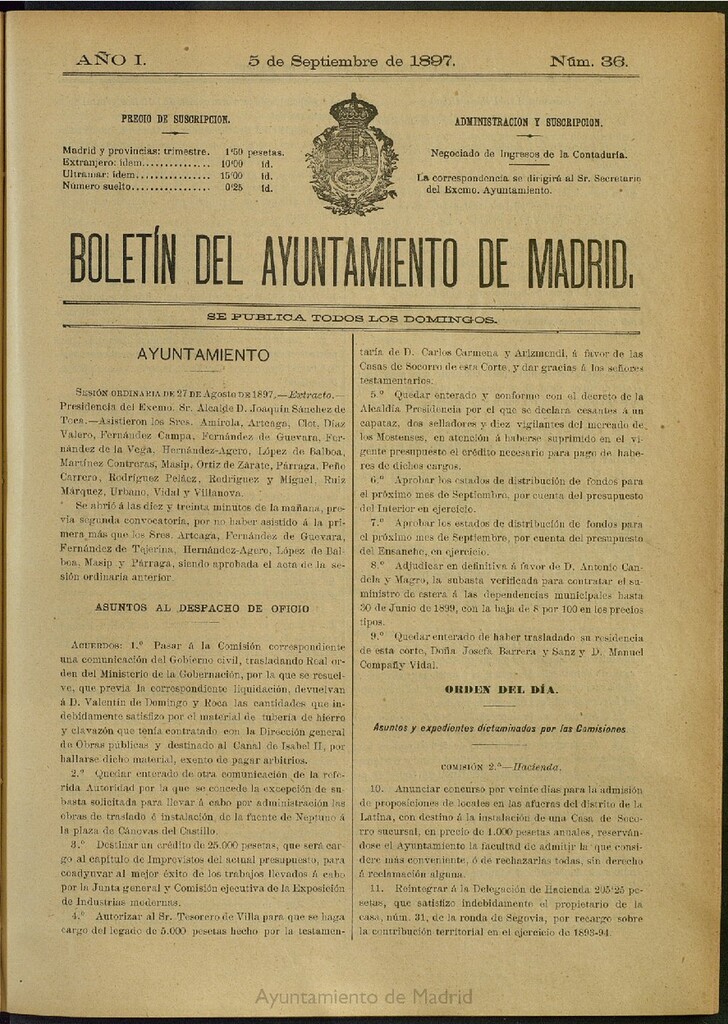 AÑO I.
5 de Septiembre de 1897.
Núm. 36.
PRECIO DE SUSCRIPCION.
Madrid y provincias: trimestre. 1'50 pesetas.
Extranjero: idem............... 10'00 id.
Ultramar: idem............... 15'00 id.
Número suelto............... 0'25 id.
ADMINISTRACION Y SUSCRIPCION.
Negociado de Ingresos de la Contaduría.
La correspondencia se dirigirá al Sr. Secretario
del Excmo. Ayuntamiento.
BOLETÍN DEL AYUNTAMIENTO DE MADRID.
SE PUBLICA TODOS LOS DOMINGOS.
AYUNTAMIENTO
SESIÓN ORDINARIA DE 27 DE Agosto de 1897.—Extracto.—
Presidencia del Excmo. Sr. Alcalde D. Joaquín Sánchez de
Toca.—Asistieron los Sres. Amírola, Arteaga, Clot, Díaz
Valero, Fernández Campa, Fernández de Guevara, Fer-
nández de la Vega, Hernández-Agero, López de Balboa,
Martínez Contreras, Masip, Ortiz de Zárate, Párraga, Peño
Carrero, Rodríguez Peláez, Rodríguez y Miguel, Ruiz
Márquez, Urbano, Vidal y Villanova.
Se abrió á las diez y treinta minutos de la mañana, pre-
via segunda convocatoria, por no haber asistido á la pri-
mera más que los Sres. Arteaga, Fernández de Guevara,
Fernández de Tejerina, Hernández-Agero, López de Bal-
boa, Masip y Párraga, siendo aprobada el acta de la se-
sión ordinaria anterior.
ASUNTOS AL DESPACHO DE OFICIO
ACUERDOS: 1.º Pasar á la Comisión correspondiente
una comunicación del Gobierno civil, trasladando Real or-
den del Ministerio de la Gobernación, por la que se resuel-
ve, que previa la correspondiente liquidación, devuelvan
á D. Valentín de Domingo y Roca las cantidades que in-
debidamente satisfizo por el material de tubería de hierro
y clavazón que tenía contratado con la Dirección general
de Obras públicas y destinado al Canal de Isabel II, por
hallarse dicho material, exento de pagar arbitrios.
2.º Quedar enterado de otra comunicación de la refe-
rida Autoridad por la que se concede la excepción de su-
basta solicitada para llevar á cabo por administración las
obras de traslado é instalación, de la fuente de Neptuno á
la plaza de Cánovas del Castillo.
3.º Destinar un crédito de 25.000 pesetas, que será car-
go al capítulo de Improvistos del actual presupuesto, para
coadyuvar al mejor éxito de los trabajos llevados á cabo
por la Junta general y Comisión ejecutiva de la Exposición
de Industrias modernas.
4.º Autorizar al Sr. Tesorero de Villa para que se haga
cargo del legado de 5.000 pesetas hecho por la testamen-
taría de D. Carlos Carmena y Arizmendi, á favor de las
Casas de Socorro de esta Corte, y dar gracias á los señores
testamentarios.
5.º Quedar enterado y conforme con el decreto de la
Alcaldía Presidencia por el que se declara cesantes á un
capataz, dos selladores y diez vigilantes del mercado de
los Mostenses, en atención á haberse suprimido en el vi-
gente presupuesto el crédito necesario para pago de habe-
res de dichos cargos.
6.º Aprobar los estados de distribución de fondos para
el próximo mes de Septiembre, por cuenta del presupuesto
del Interior en ejercicio.
7.º Aprobar los estados de distribución de fondos para
el próximo mes de Septiembre, por cuenta del presupuesto
del Ensanche, en ejercicio.
8.º Adjudicar en definitiva á favor de D. Antonio Can-
dela y Magro, la subasta verificada para contratar el su-
ministro de estera á las dependencias municipales hasta
30 de Junio de 1899, con la baja de 8 por 100 en los precios
tipos.
9.º Quedar enterado de haber trasladado su residencia
de esta corte, Doña Josefa Barrera y Sanz y D. Manuel
Compañy Vidal.
ORDEN DEL DÍA.
Asuntos y expedientes dictaminados por las Comisiones
COMISIÓN 2.ª—Hacienda.
10. Anunciar concurso por veinte días para la admisión
de proposiciones de locales en las afueras del distrito de la
Latina, con destino á la instalación de una Casa de Soco-
rro sucursal, en precio de 1.000 pesetas anuales, reserván-
dose el Ayuntamiento la facultad de admitir la que consi-
dere más conveniente, ó de rechazarlas todas, sin derecho
á reclamación alguna.
11. Reintegrar á la Delegación de Hacienda 205'25 pe-
setas, que satisfizo indebidamente el propietario de la
casa, núm. 31, de la ronda de Segovia, por recargo sobre
la contribución territorial en el ejercicio de 1893-94.
Ayuntamiento de Madrid